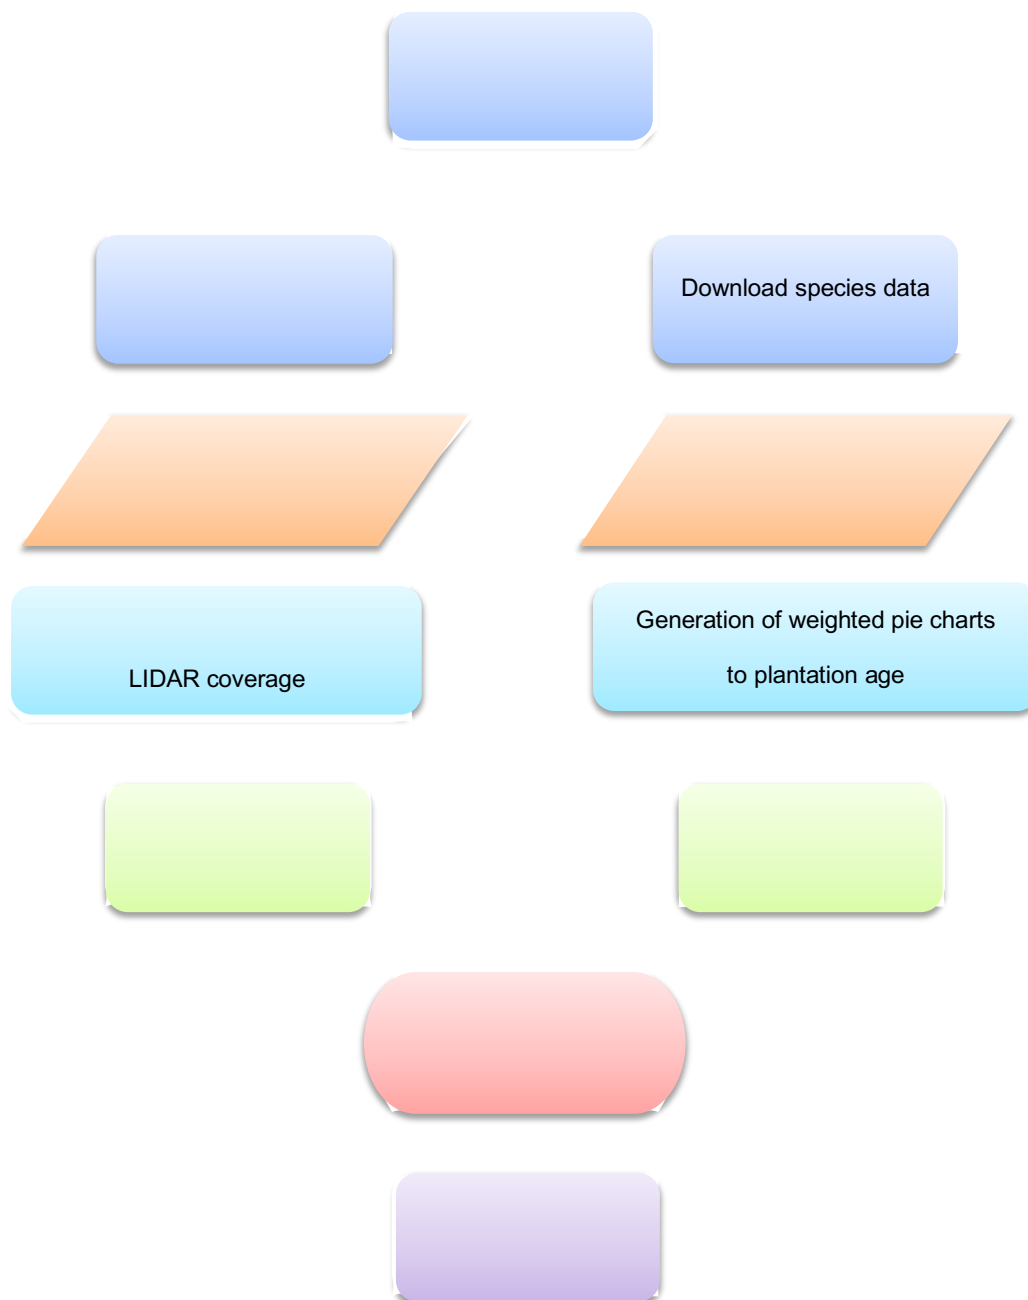 Download species data
Generation of weighted pie charts
to plantation age
LIDAR coverage